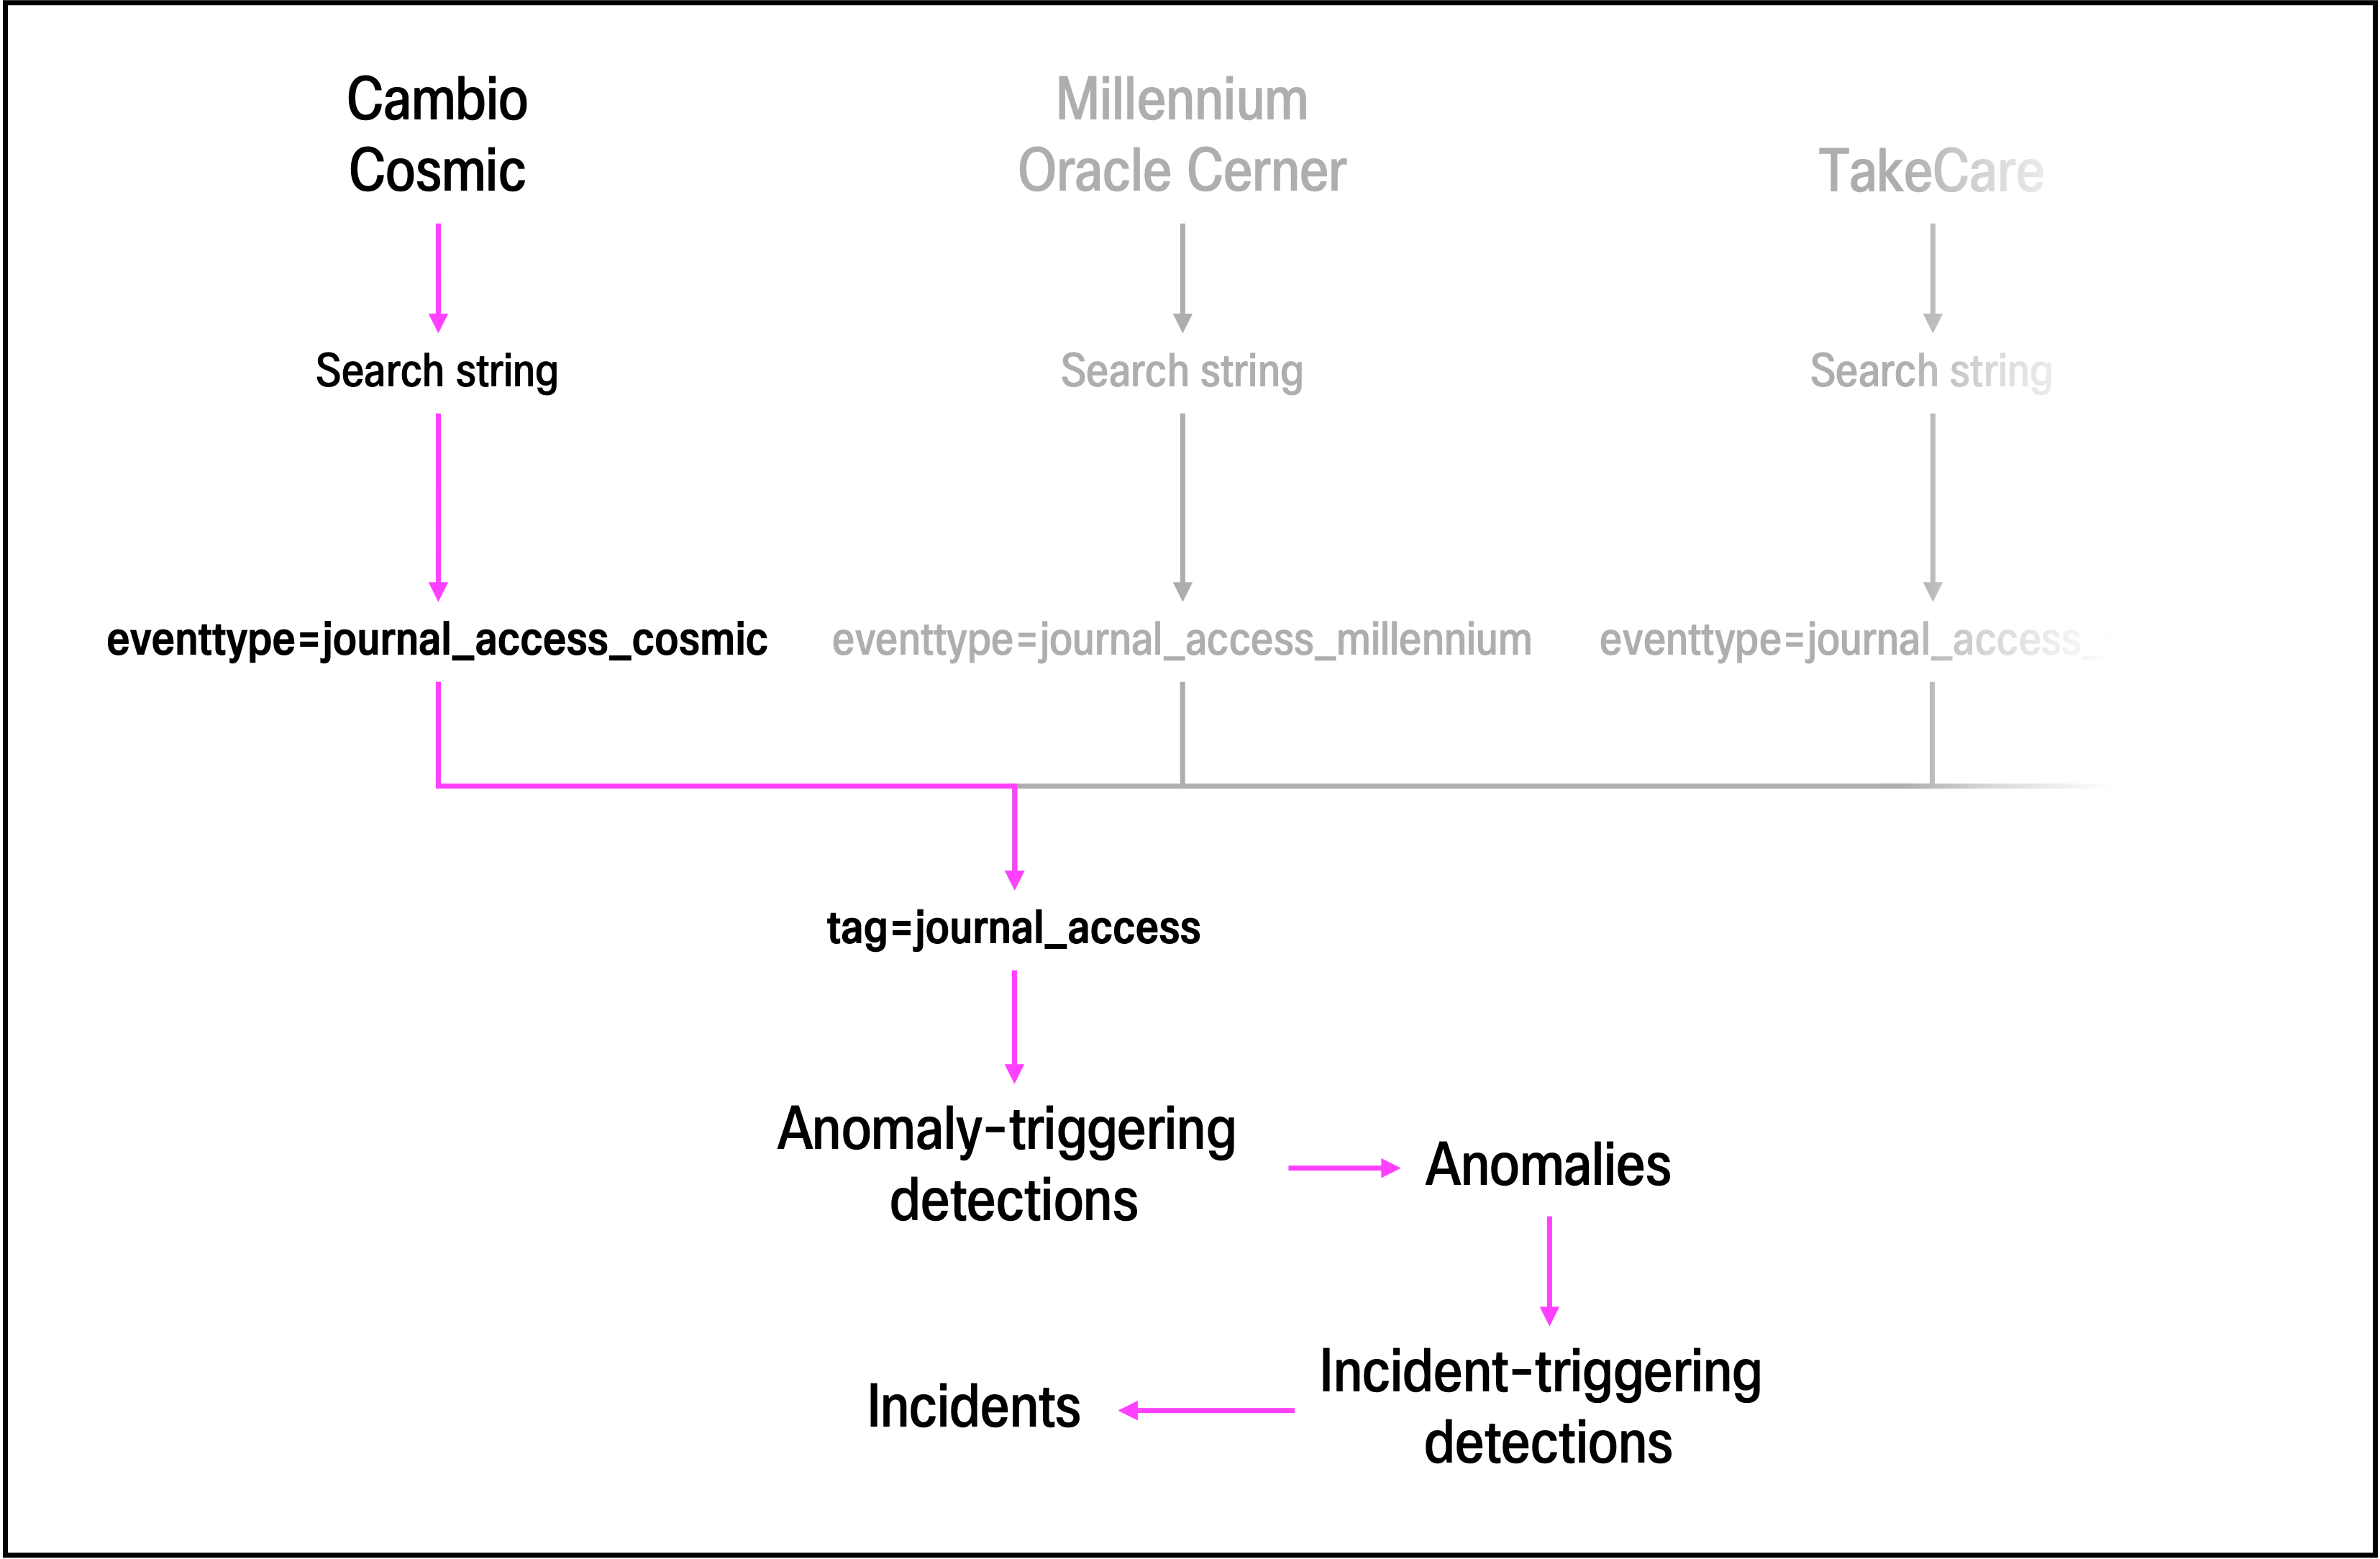 Cambio
Cosmic
Millennium
Oracle Cerner
TakeCare
Search string
Search string
Search string
eventtype=journal_access_cosmic
eventtype=journal_access_millennium
eventtype=journal_access_
tag=journal_access
Anomaly-triggering
detections
Anomalies
Incident-triggering
detections
Incidents